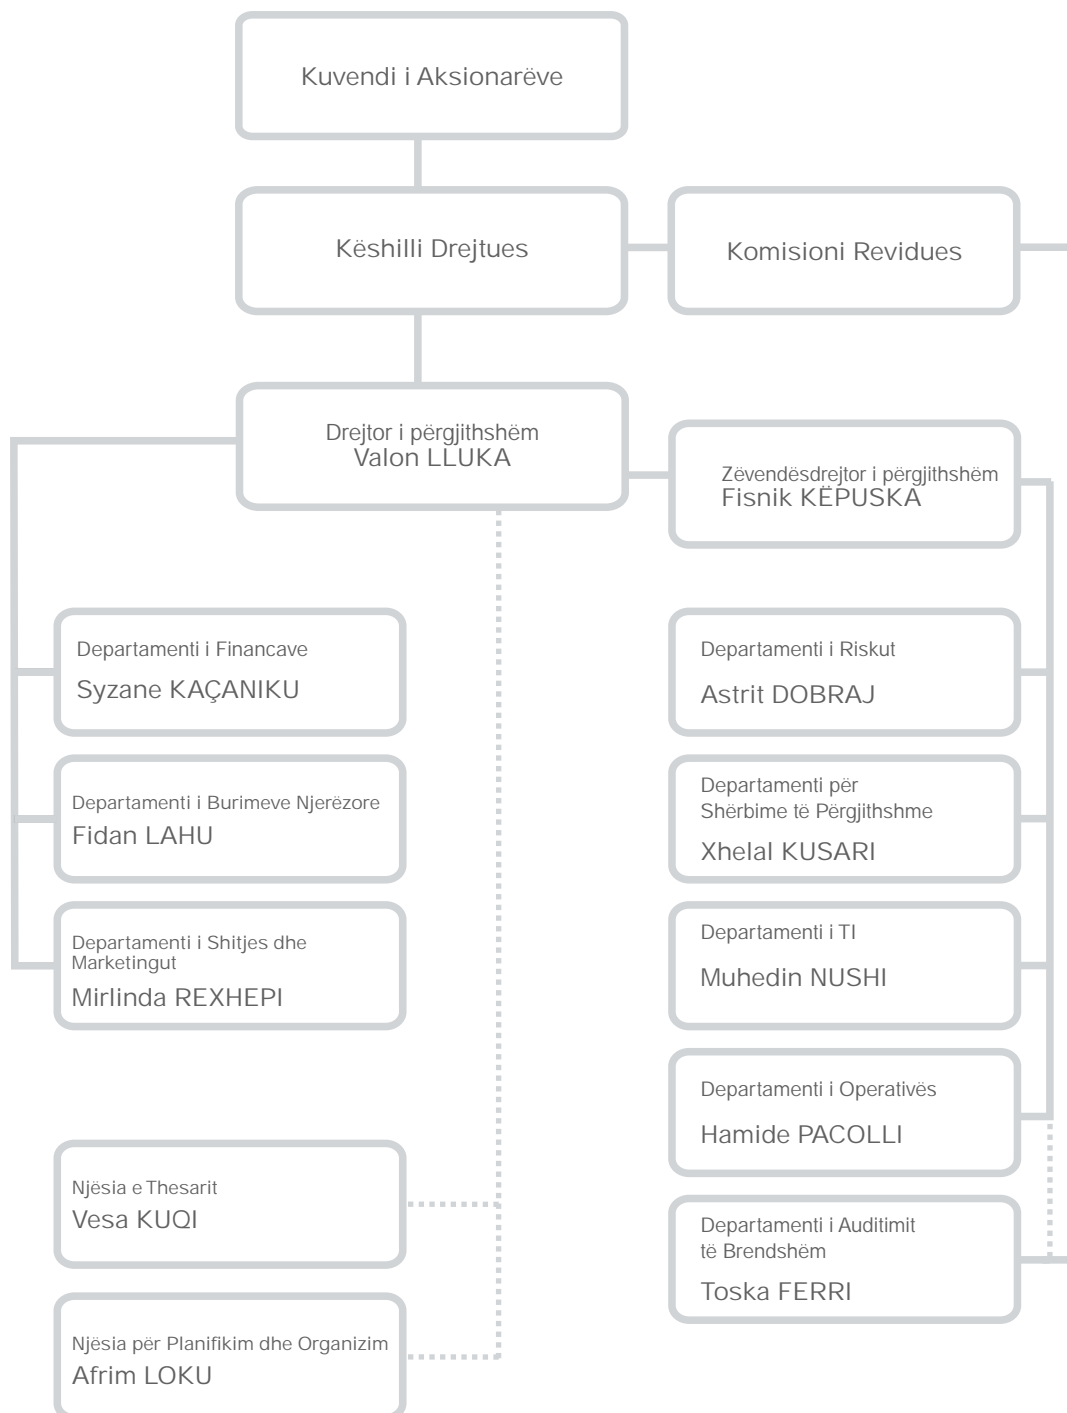 Kuvendi i Aksionarëve
Këshilli Drejtues
Komisioni Revidues
Drejtor i përgjithshëm
Valon LLUKA
Zëvendësdrejtor i përgjithshëm
Fisnik KËPUSKA
Departamenti i Financave
Syzane KAÇANIKU
Departamenti i Burimeve Njerëzore
Fidan LAHU
Departamenti i Shitjes dhe
Marketingut
Mirlinda REXHEPI
Departamenti i Riskut
Astrit DOBRAJ
Departamenti për
Shërbime të Përgjithshme
Xhelal KUSARI
Departamenti i TI
Muhedin NUSHI
Departamenti i Operativës
Hamide PACOLLI
Departamenti i Auditimit
të Brendshëm
Toska FERRI
Njësia e Thesarit
Vesa KUQI
Njësia për Planifikim dhe Organizim
Afrim LOKU